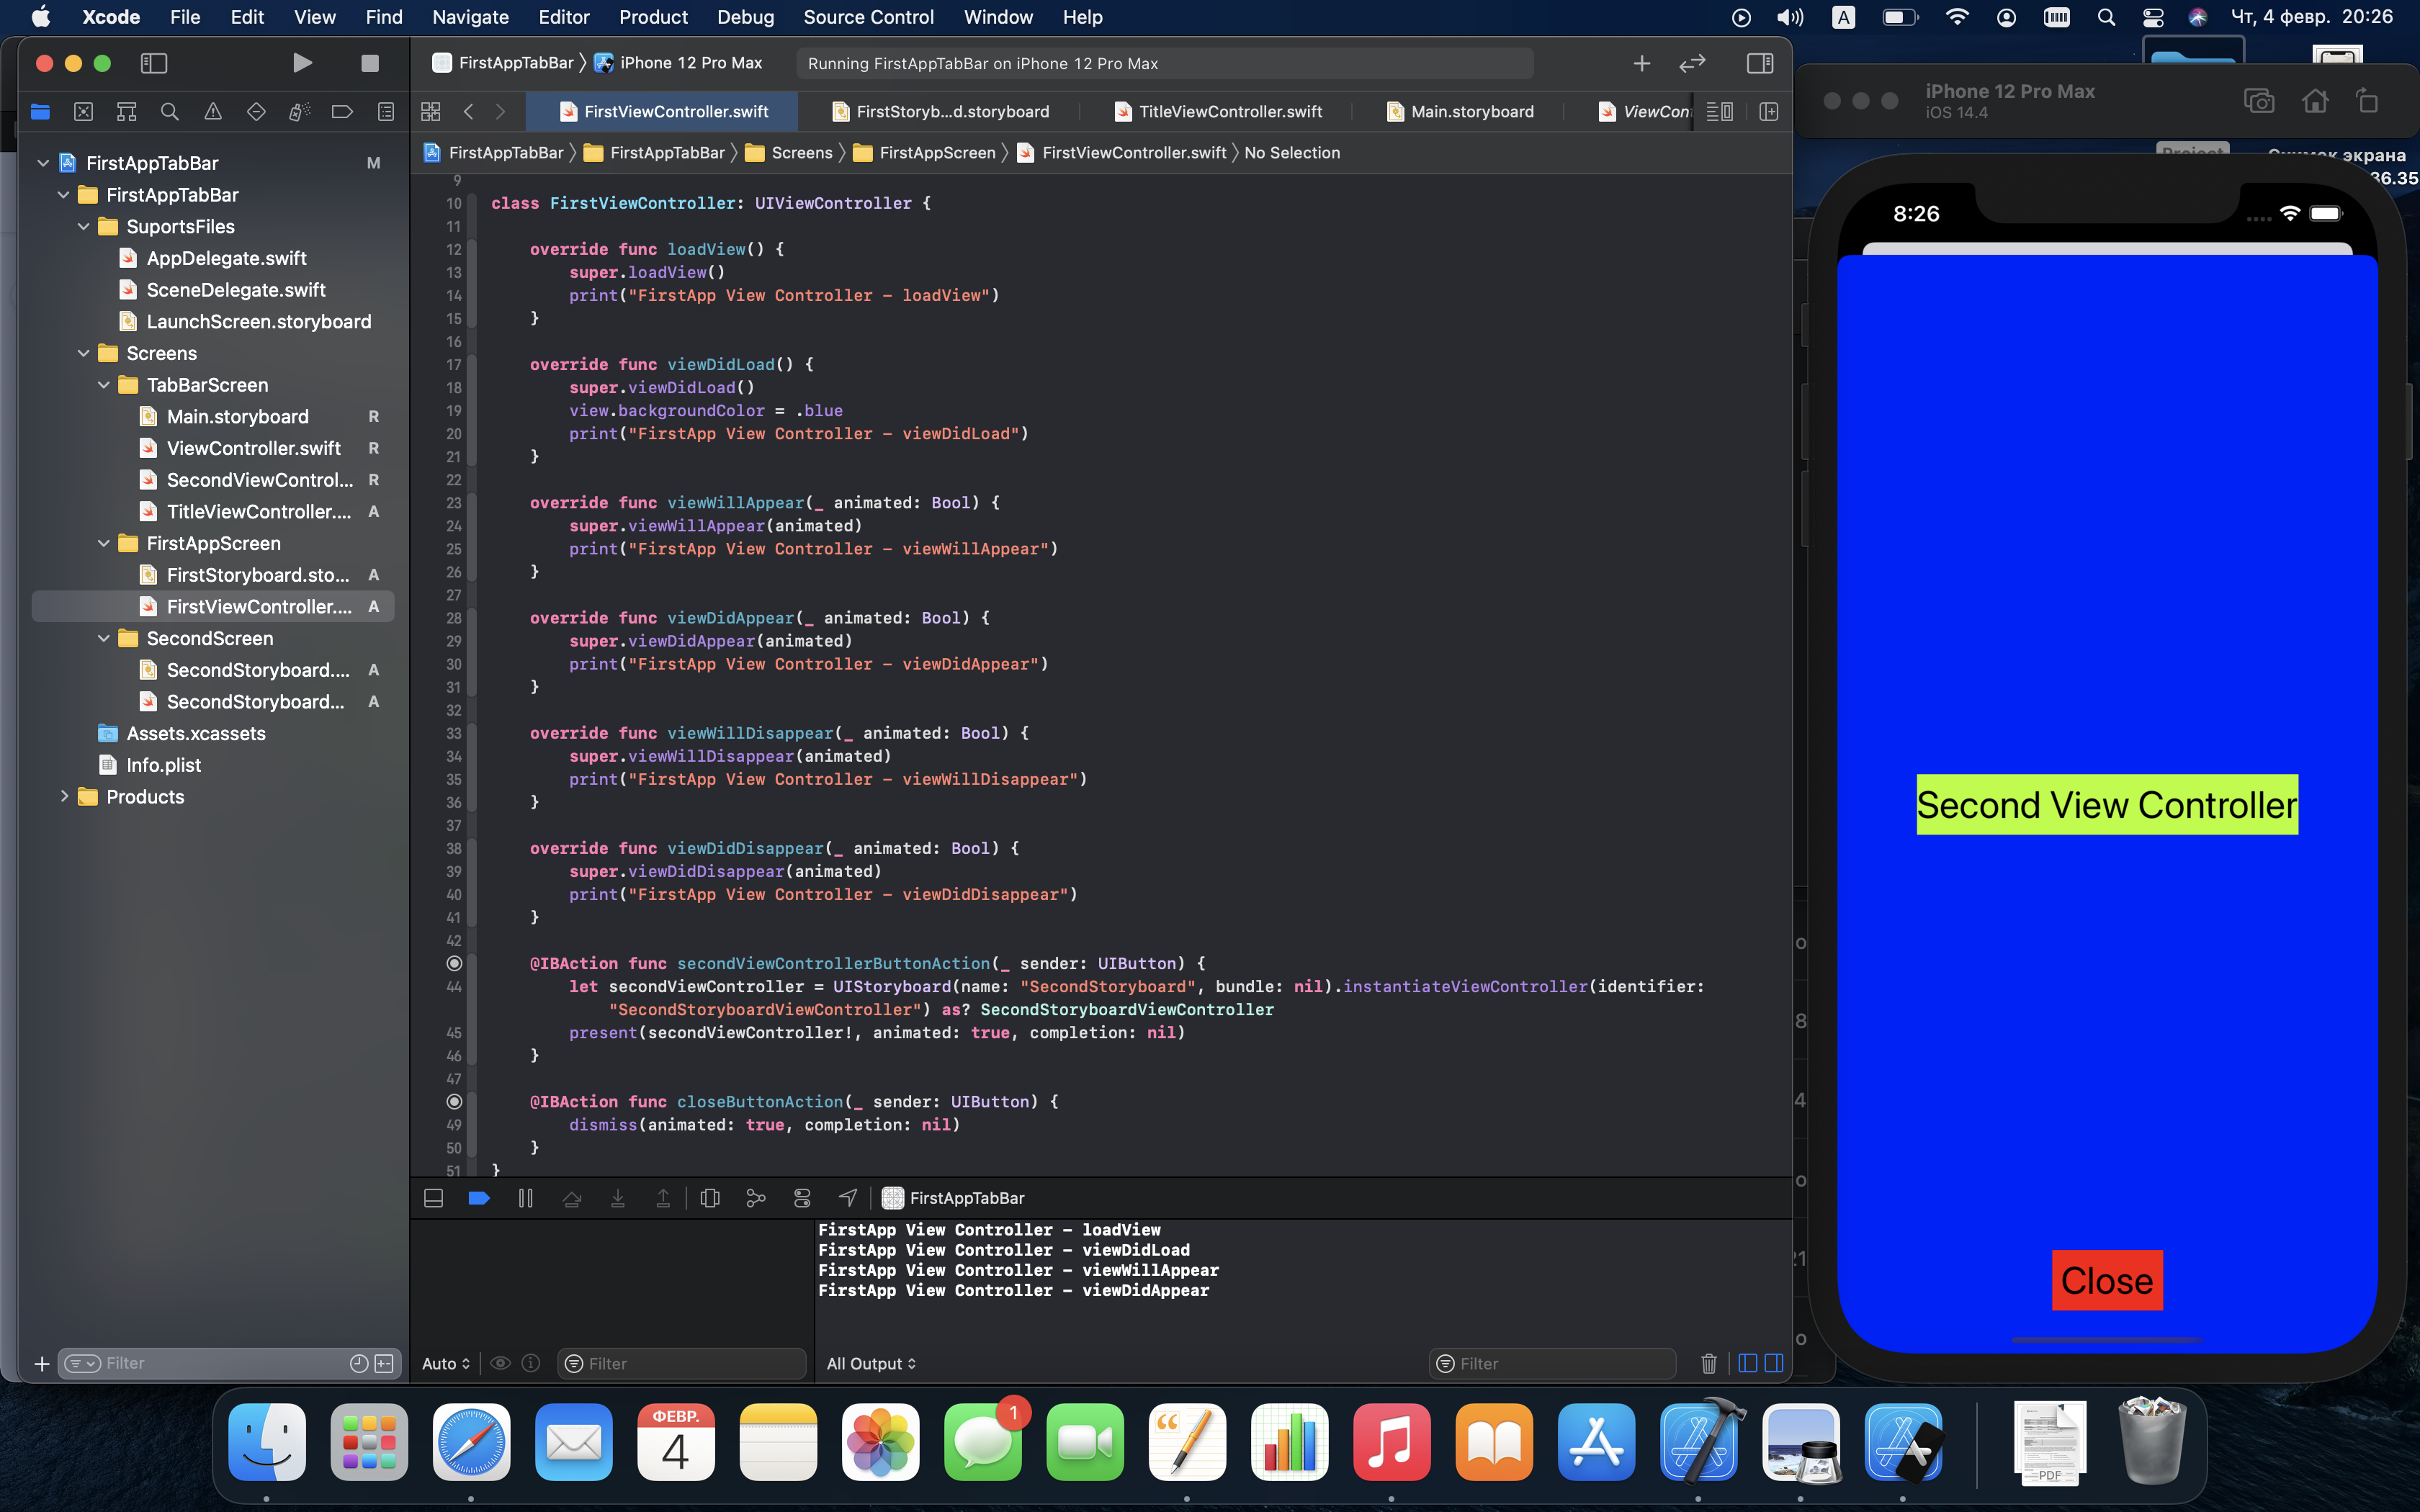 Xcode File Edit View Find Navigate Editor Product Debug Source Control Window Help
A
Чт, 4 февр. 20:26
FirstAppTabBar iPhone 12 Pro Max
Running FirstAppTabBar on iPhone 12 Pro Max
FirstViewController.swift
FirstStoryb...d.storyboard
TitleViewController.swift
Main.storyboard
FirstAppTabBar FirstAppTabBar Screens FirstAppScreen FirstViewController.swift No Selection
FirstAppTabBar M
FirstAppTabBar
SuportsFiles
AppDelegate.swift
SceneDelegate.swift
LaunchScreen.storyboard
Screens
TabBarScreen
Main.storyboard R
ViewController.swift R
SecondViewControl... R
TitleViewController.... A
FirstAppScreen
FirstStoryboard.sto... A
FirstViewController.... A
SecondScreen
SecondStoryboard.... A
SecondStoryboard... A
Assets.xcassets
Info.plist
Products
Filter
9
10 class FirstViewController: UIViewController {
11
12 override func loadView() {
13 super.loadView()
14 print("FirstApp View Controller – loadView")
15 }
16
17 override func viewDidLoad() {
18 super.viewDidLoad()
19 view.backgroundColor = .blue
20 print("FirstApp View Controller – viewDidLoad")
21 }
22
23 override func viewWillAppear(_ animated: Bool) {
24 super.viewWillAppear(animated)
25 print("FirstApp View Controller – viewWillAppear")
26 }
27
28 override func viewDidAppear(_ animated: Bool) {
29 super.viewDidAppear(animated)
30 print("FirstApp View Controller – viewDidAppear")
31 }
32
33 override func viewWillDisappear(_ animated: Bool) {
34 super.viewWillDisappear(animated)
35 print("FirstApp View Controller – viewWillDisappear")
36 }
37
38 override func viewDidDisappear(_ animated: Bool) {
39 super.viewDidDisappear(animated)
40 print("FirstApp View Controller – viewDidDisappear")
41 }
42
@IBAction func secondViewControllerButtonAction(_ sender: UIButton) {
44 let secondViewController = UIStoryboard(name: "SecondStoryboard", bundle: nil).instantiateViewController(identifier:
"SecondStoryboardViewController") as? SecondStoryboardViewController
45 present(secondViewController!, animated: true, completion: nil)
46 }
47
@IBAction func closeButtonAction(_ sender: UIButton) {
49 dismiss(animated: true, completion: nil)
50 }
51 }
FirstAppTabBar
FirstApp View Controller – loadView
FirstApp View Controller – viewDidLoad
FirstApp View Controller – viewWillAppear
FirstApp View Controller – viewDidAppear
Auto
Filter
All Output
Filter
iPhone 12 Pro Max
iOS 14.4
экрана
36.35
8:26
Second View Controller
Close
ФЕВР.
4
1
PDF